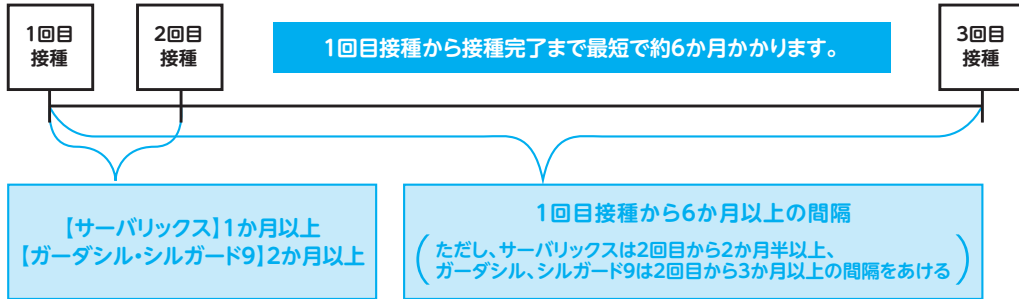 1回目
接種
2回目
接種
1回目接種から接種完了まで最短で約6か月かかります。
3回目
接種
【サーバリックス】1か月以上
【ガーダシル・シルガード9】2か月以上
1回目接種から6か月以上の間隔
(ただし、サーバリックスは2回目から2か月半以上、
ガーダシル、シルガード9は2回目から3か月以上の間隔をあける)